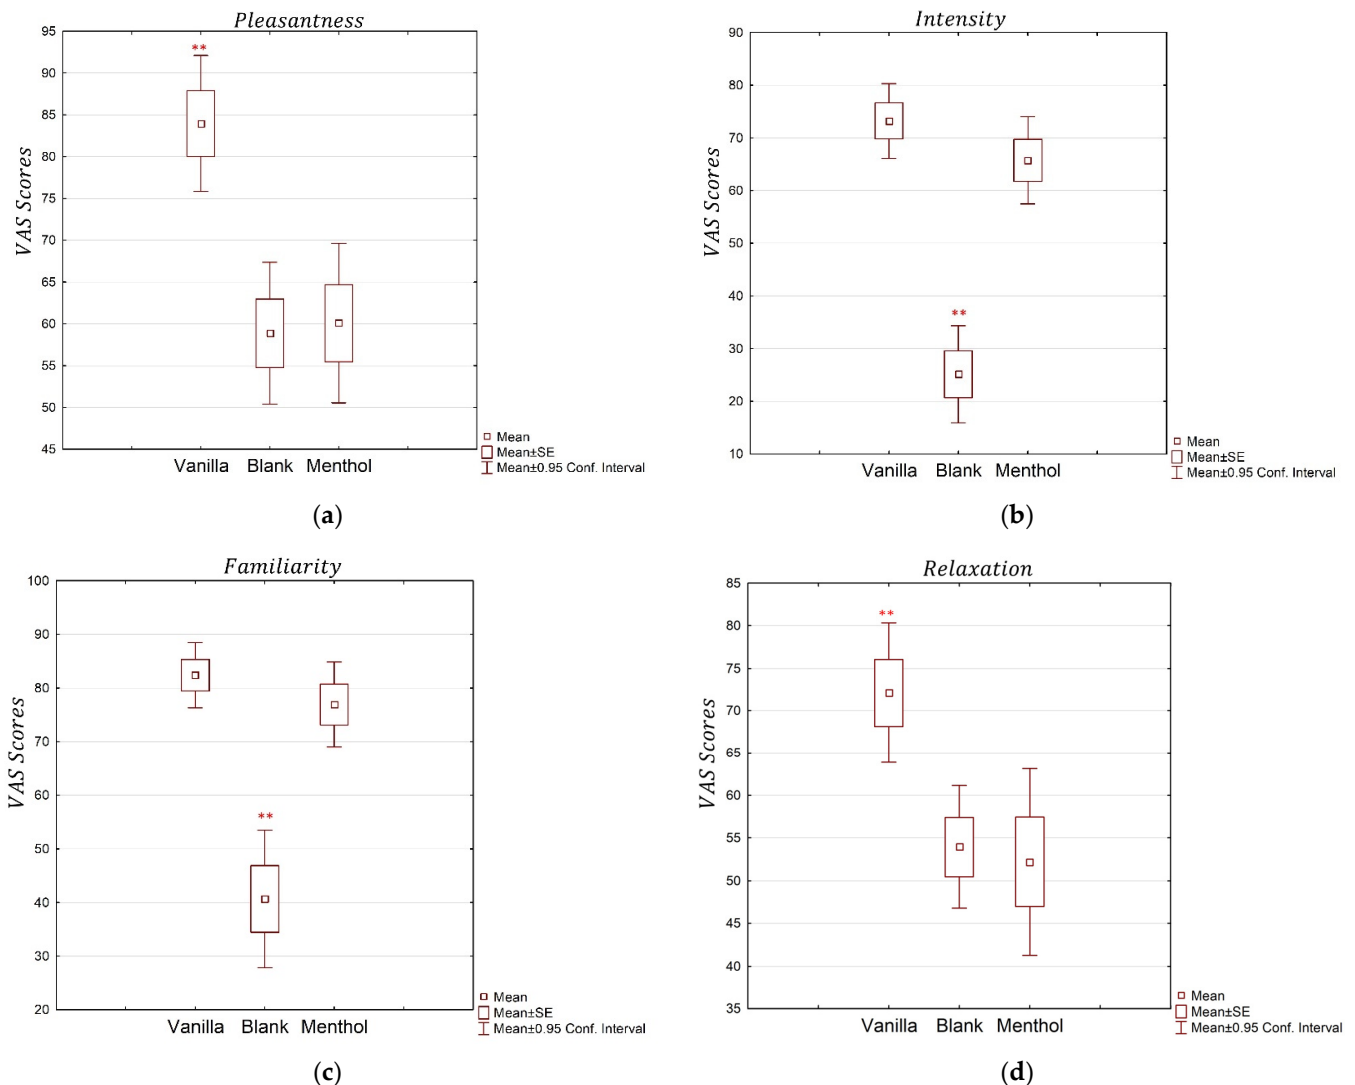 Pleasantness
VAS Scores
95
90
85
80
75
70
65
60
55
50
45
**
Vanilla Blank Menthol
Mean
Mean±SE
Mean±0.95 Conf. Interval
(a)
Intensity
VAS Scores
90
80
70
60
50
40
30
20
10
**
Vanilla Blank Menthol
Mean
Mean±SE
Mean±0.95 Conf. Interval
(b)
Familiarity
VAS Scores
100
90
80
70
60
50
40
30
20
**
Vanilla Blank Menthol
Mean
Mean±SE
Mean±0.95 Conf. Interval
(c)
Relaxation
VAS Scores
85
80
75
70
65
60
55
50
45
40
35
**
Vanilla Blank Menthol
Mean
Mean±SE
Mean±0.95 Conf. Interval
(d)